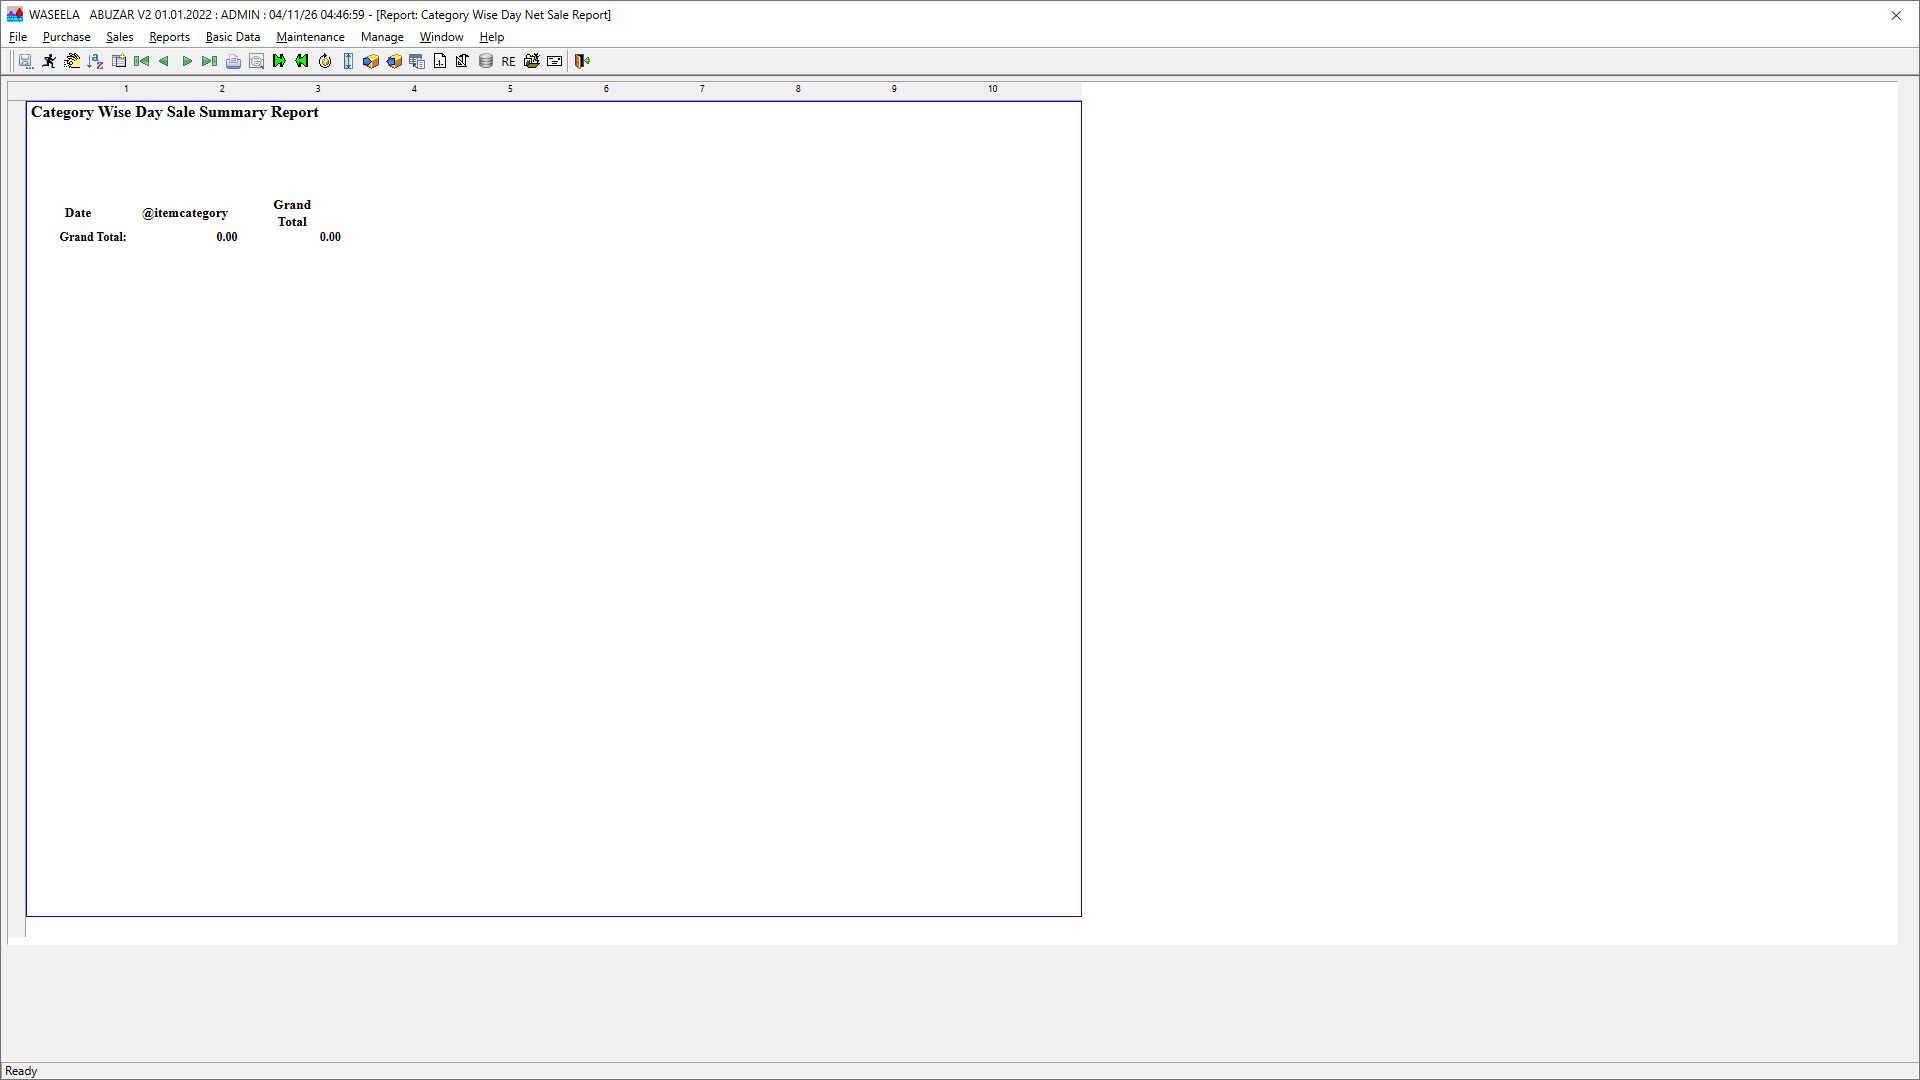 WASEELA   ABUZAR V2 01.01.2022 : ADMIN : 04/11/26 04:46:59 - [Report: Category Wise Day Net Sale Report]
File Purchase Sales Reports Basic Data Maintenance Manage Window Help
RE
1 2 3 4 5 6 7 8 9 10
Category Wise Day Sale Summary Report
Date @itemcategory Grand Total
Grand Total: 0.00 0.00
Ready